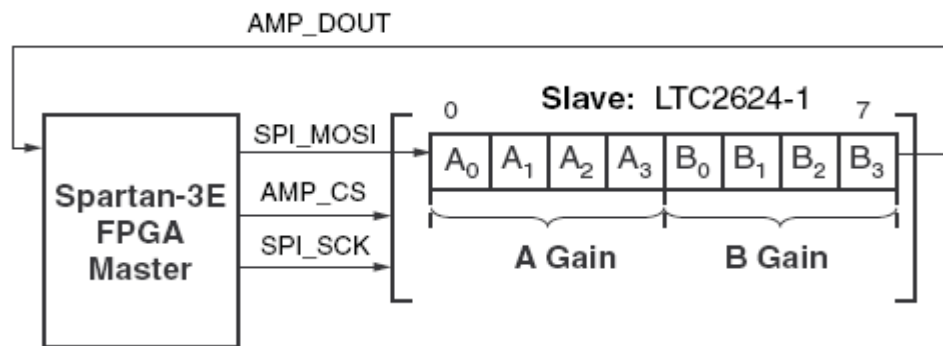 AMP_DOUT
Slave: LTC2624-1
0 7
SPI_MOSI
A0 A1 A2 A3 B0 B1 B2 B3
Spartan-3E
FPGA
Master
AMP_CS
SPI_SCK
A Gain B Gain